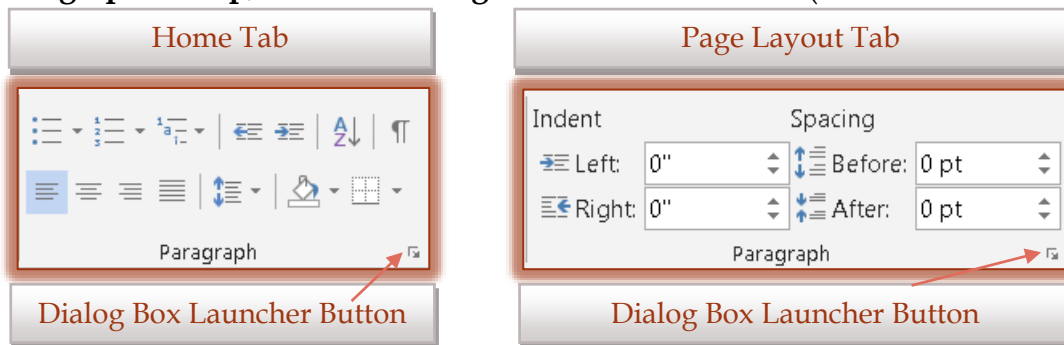 Home Tab
Page Layout Tab
Indent Spacing
Left: 0" Before: 0 pt
Right: 0" After: 0 pt
Paragraph
Paragraph
Dialog Box Launcher Button
Dialog Box Launcher Button